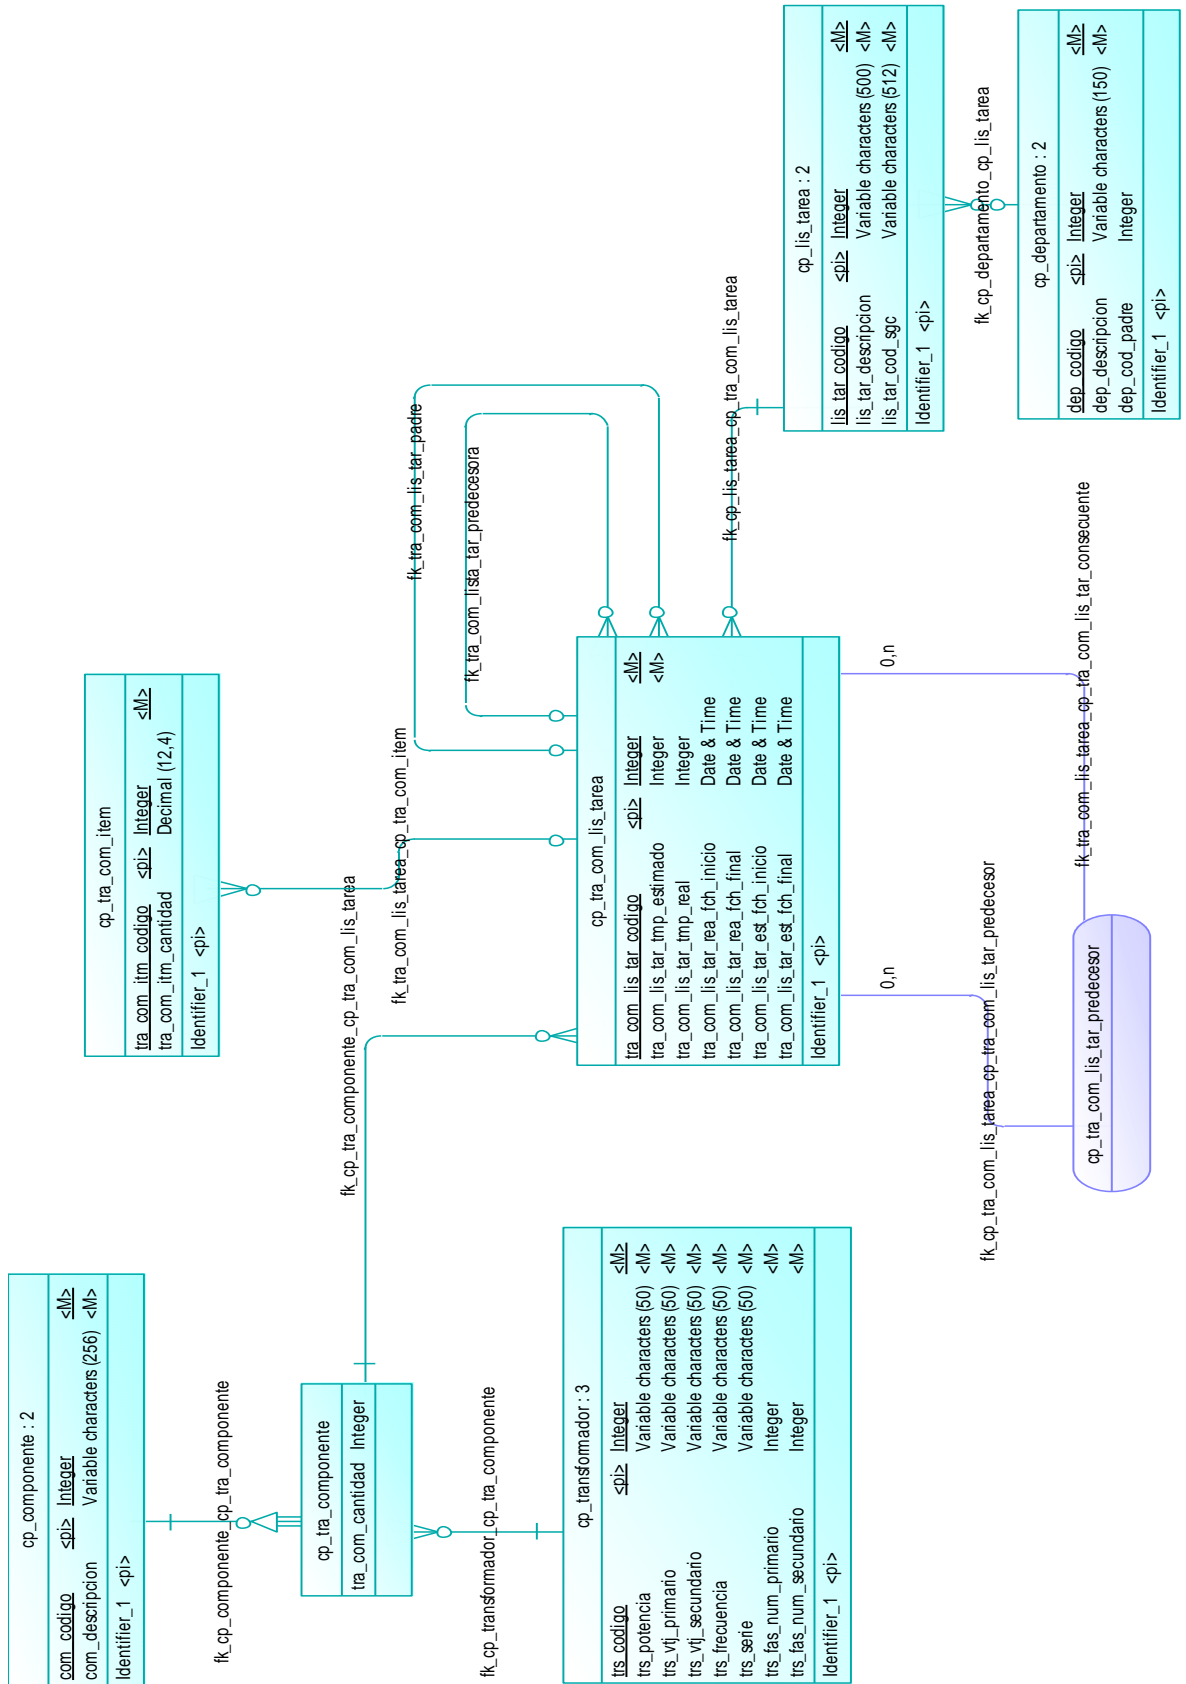 cp_componente : 2
com_codigo <pi> Integer <M>
com_descripcion Variable characters (256) <M>
Identifier_1 <pi>
fk_cp_componente_cp_tra_componente
cp_tra_componente
tra_com_cantidad Integer
fk_cp_transformador_cp_tra_componente
cp_transformador : 3
trs_codigo <pi> Integer <M>
trs_potencia Variable characters (50) <M>
trs_vtj_primario Variable characters (50) <M>
trs_vtj_secundario Variable characters (50) <M>
trs_frecuencia Variable characters (50) <M>
trs_serie Variable characters (50) <M>
trs_fas_num_primario Integer <M>
trs_fas_num_secundario Integer <M>
Identifier_1 <pi>
cp_tra_com_item
tra_com_itm_codigo <pi> Integer <M>
tra_com_itm_cantidad Decimal (12,4)
Identifier_1 <pi>
fk_cp_tra_componente_cp_tra_com_lis_tarea
fk_tra_com_lis_tarea_cp_tra_com_item
fk_tra_com_lis_tar_padre
fk_tra_com_lista_tar_predecesora
cp_tra_com_lis_tarea
tra_com_lis_tar_codigo <pi> Integer <M>
tra_com_lis_tar_tmp_estimado Integer <M>
tra_com_lis_tar_tmp_real Integer
tra_com_lis_tar_rea_fch_inicio Date & Time
tra_com_lis_tar_rea_fch_final Date & Time
tra_com_lis_tar_est_fch_inicio Date & Time
tra_com_lis_tar_est_fch_final Date & Time
Identifier_1 <pi>
0,n
0,n
fk_cp_tra_com_lis_tarea_cp_tra_com_lis_tar_predecesor
cp_tra_com_lis_tar_predecesor
fk_tra_com_lis_tarea_cp_tra_com_lis_tar_consecuente
fk_cp_lis_tarea_cp_tra_com_lis_tarea
cp_lis_tarea : 2
lis_tar_codigo <pi> Integer <M>
lis_tar_descripcion Variable characters (500) <M>
lis_tar_cod_sgc Variable characters (512) <M>
Identifier_1 <pi>
fk_cp_departamento_cp_lis_tarea
cp_departamento : 2
dep_codigo <pi> Integer <M>
dep_descripcion Variable characters (150) <M>
dep_cod_padre Integer
Identifier_1 <pi>